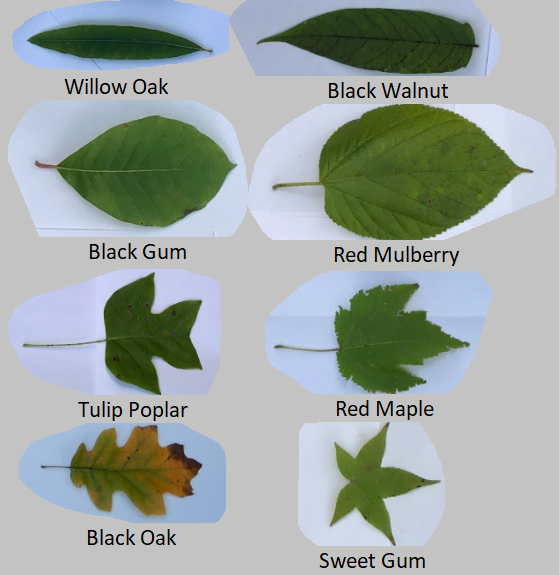 Willow Oak
Black Walnut
Black Gum
Red Mulberry
Tulip Poplar
Red Maple
Black Oak
Sweet Gum